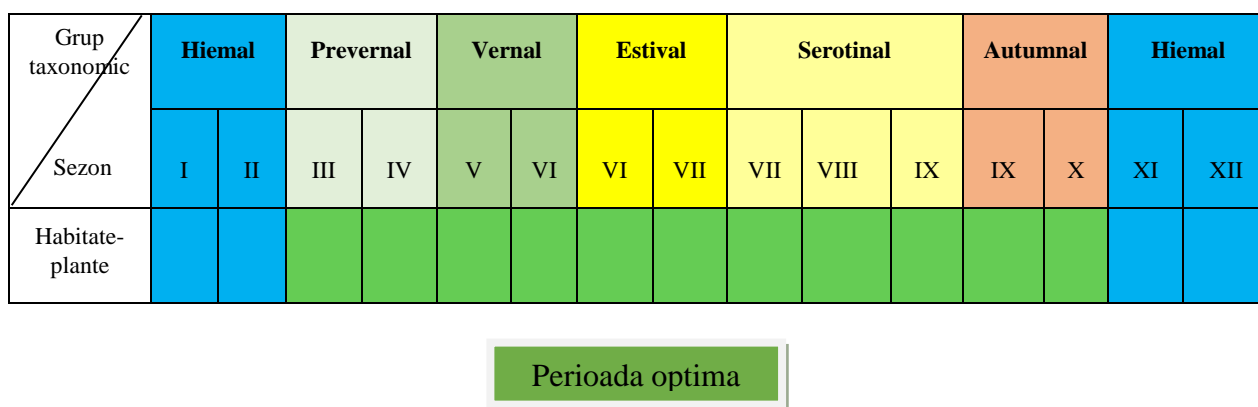 Grup
taxonomic
Sezon
Hiemal Prevernal Vernal Estival Serotinal Autumnal Hiemal
I II III IV V VI VI VII VII VIII IX IX X XI XII
Habitate-
plante
Perioada optima